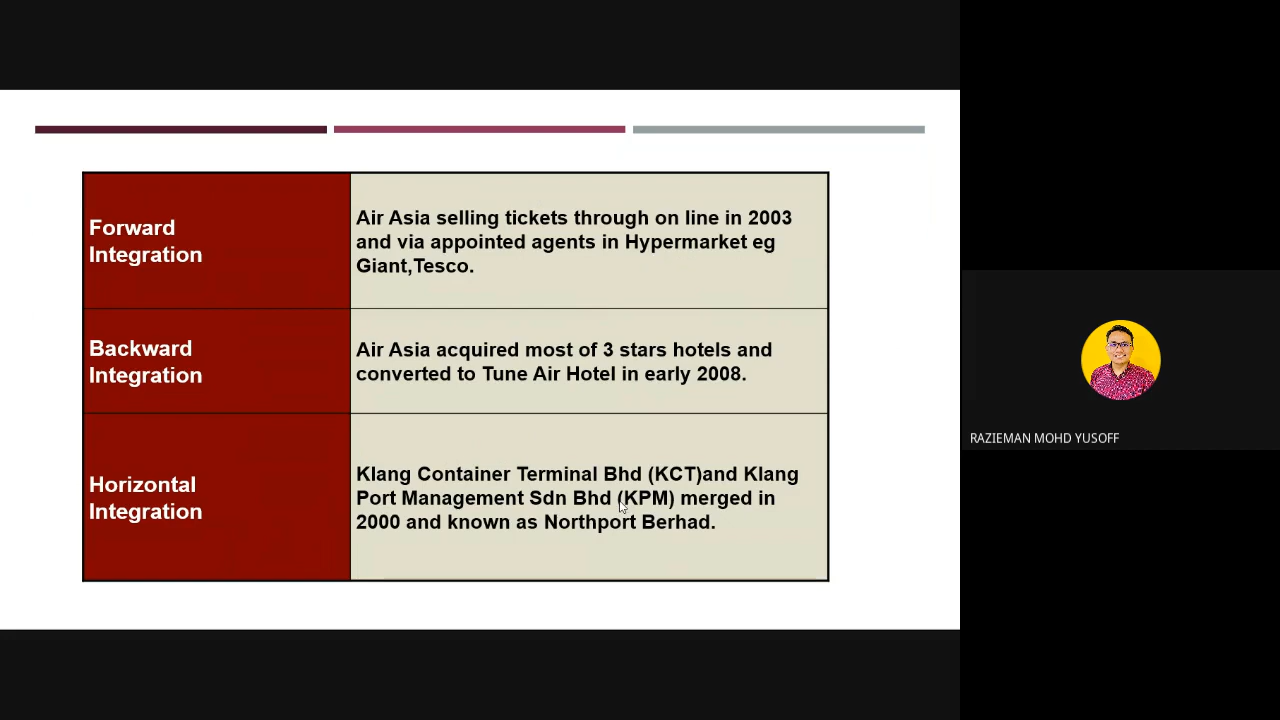 Forward
Integration
Air Asia selling tickets through on line in 2003
and via appointed agents in Hypermarket eg
Giant,Tesco.
Backward
Integration
Air Asia acquired most of 3 stars hotels and
converted to Tune Air Hotel in early 2008.
Horizontal
Integration
Klang Container Terminal Bhd (KCT)and Klang
Port Management Sdn Bhd (KPM) merged in
2000 and known as Northport Berhad.
RAZIEMAN MOHD YUSOFF